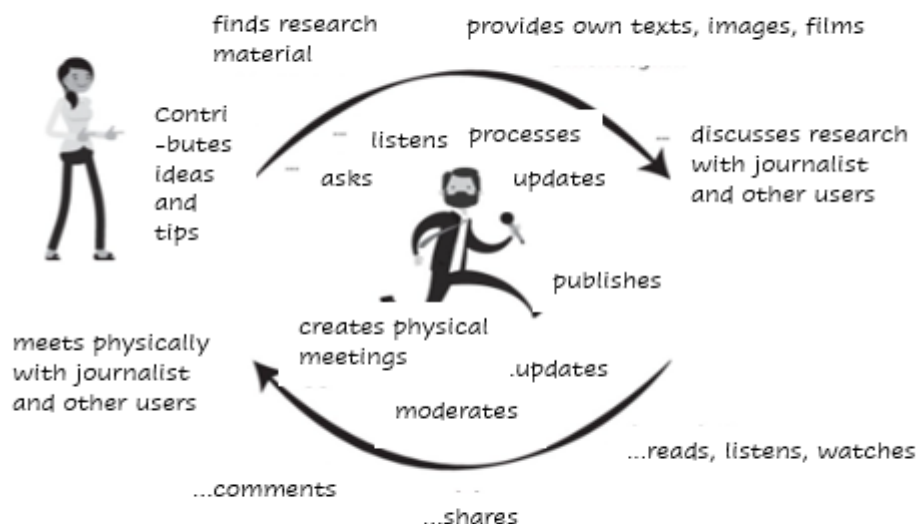 finds research
material
provides own texts, images, films
Contri
-butes
ideas
and
tips
listens
processes
asks
updates
discusses research
with journalist
and other users
publishes
creates physical
meetings
meets physically
with journalist
and other users
.updates
moderates
...reads, listens, watches
...comments
...shares